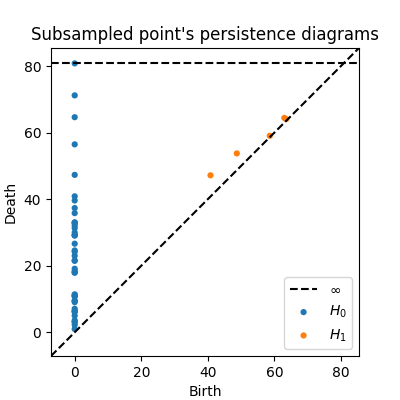 Subsampled point's persistence diagrams
80
60
40
20
0
Death
∞
H₀
H₁
0 20 40 60 80
Birth